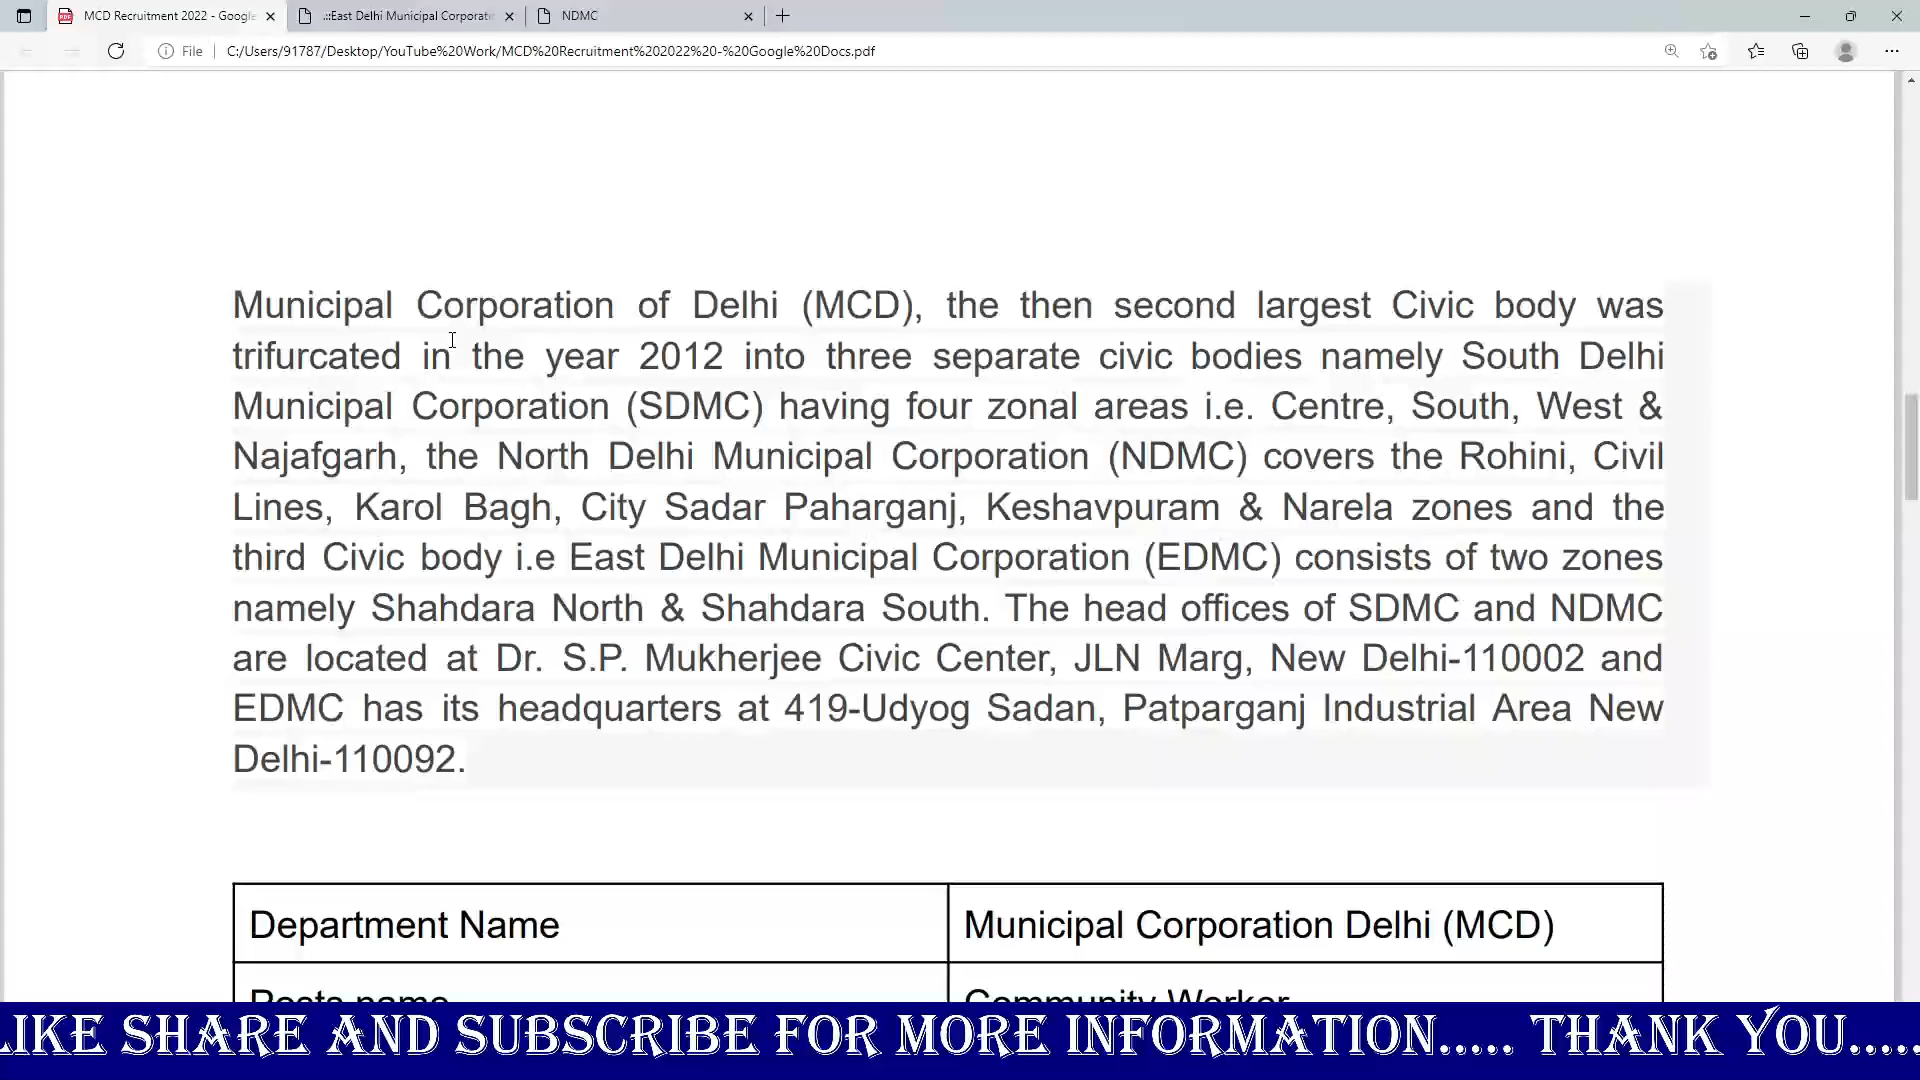 MCD Recruitment 2022 - Google
.::East Delhi Municipal Corporati
NDMC
File
C:/Users/91787/Desktop/YouTube%20Work/MCD%20Recruitment%202022%20-%20Google%20Docs.pdf
Municipal Corporation of Delhi (MCD), the then second largest Civic body was
trifurcated in the year 2012 into three separate civic bodies namely South Delhi
Municipal Corporation (SDMC) having four zonal areas i.e. Centre, South, West &
Najafgarh, the North Delhi Municipal Corporation (NDMC) covers the Rohini, Civil
Lines, Karol Bagh, City Sadar Paharganj, Keshavpuram & Narela zones and the
third Civic body i.e East Delhi Municipal Corporation (EDMC) consists of two zones
namely Shahdara North & Shahdara South. The head offices of SDMC and NDMC
are located at Dr. S.P. Mukherjee Civic Center, JLN Marg, New Delhi-110002 and
EDMC has its headquarters at 419-Udyog Sadan, Patparganj Industrial Area New
Delhi-110092.
Department Name
Municipal Corporation Delhi (MCD)
Posts name
Community Worker
LIKE SHARE AND SUBSCRIBE FOR MORE INFORMATION..... THANK YOU.....